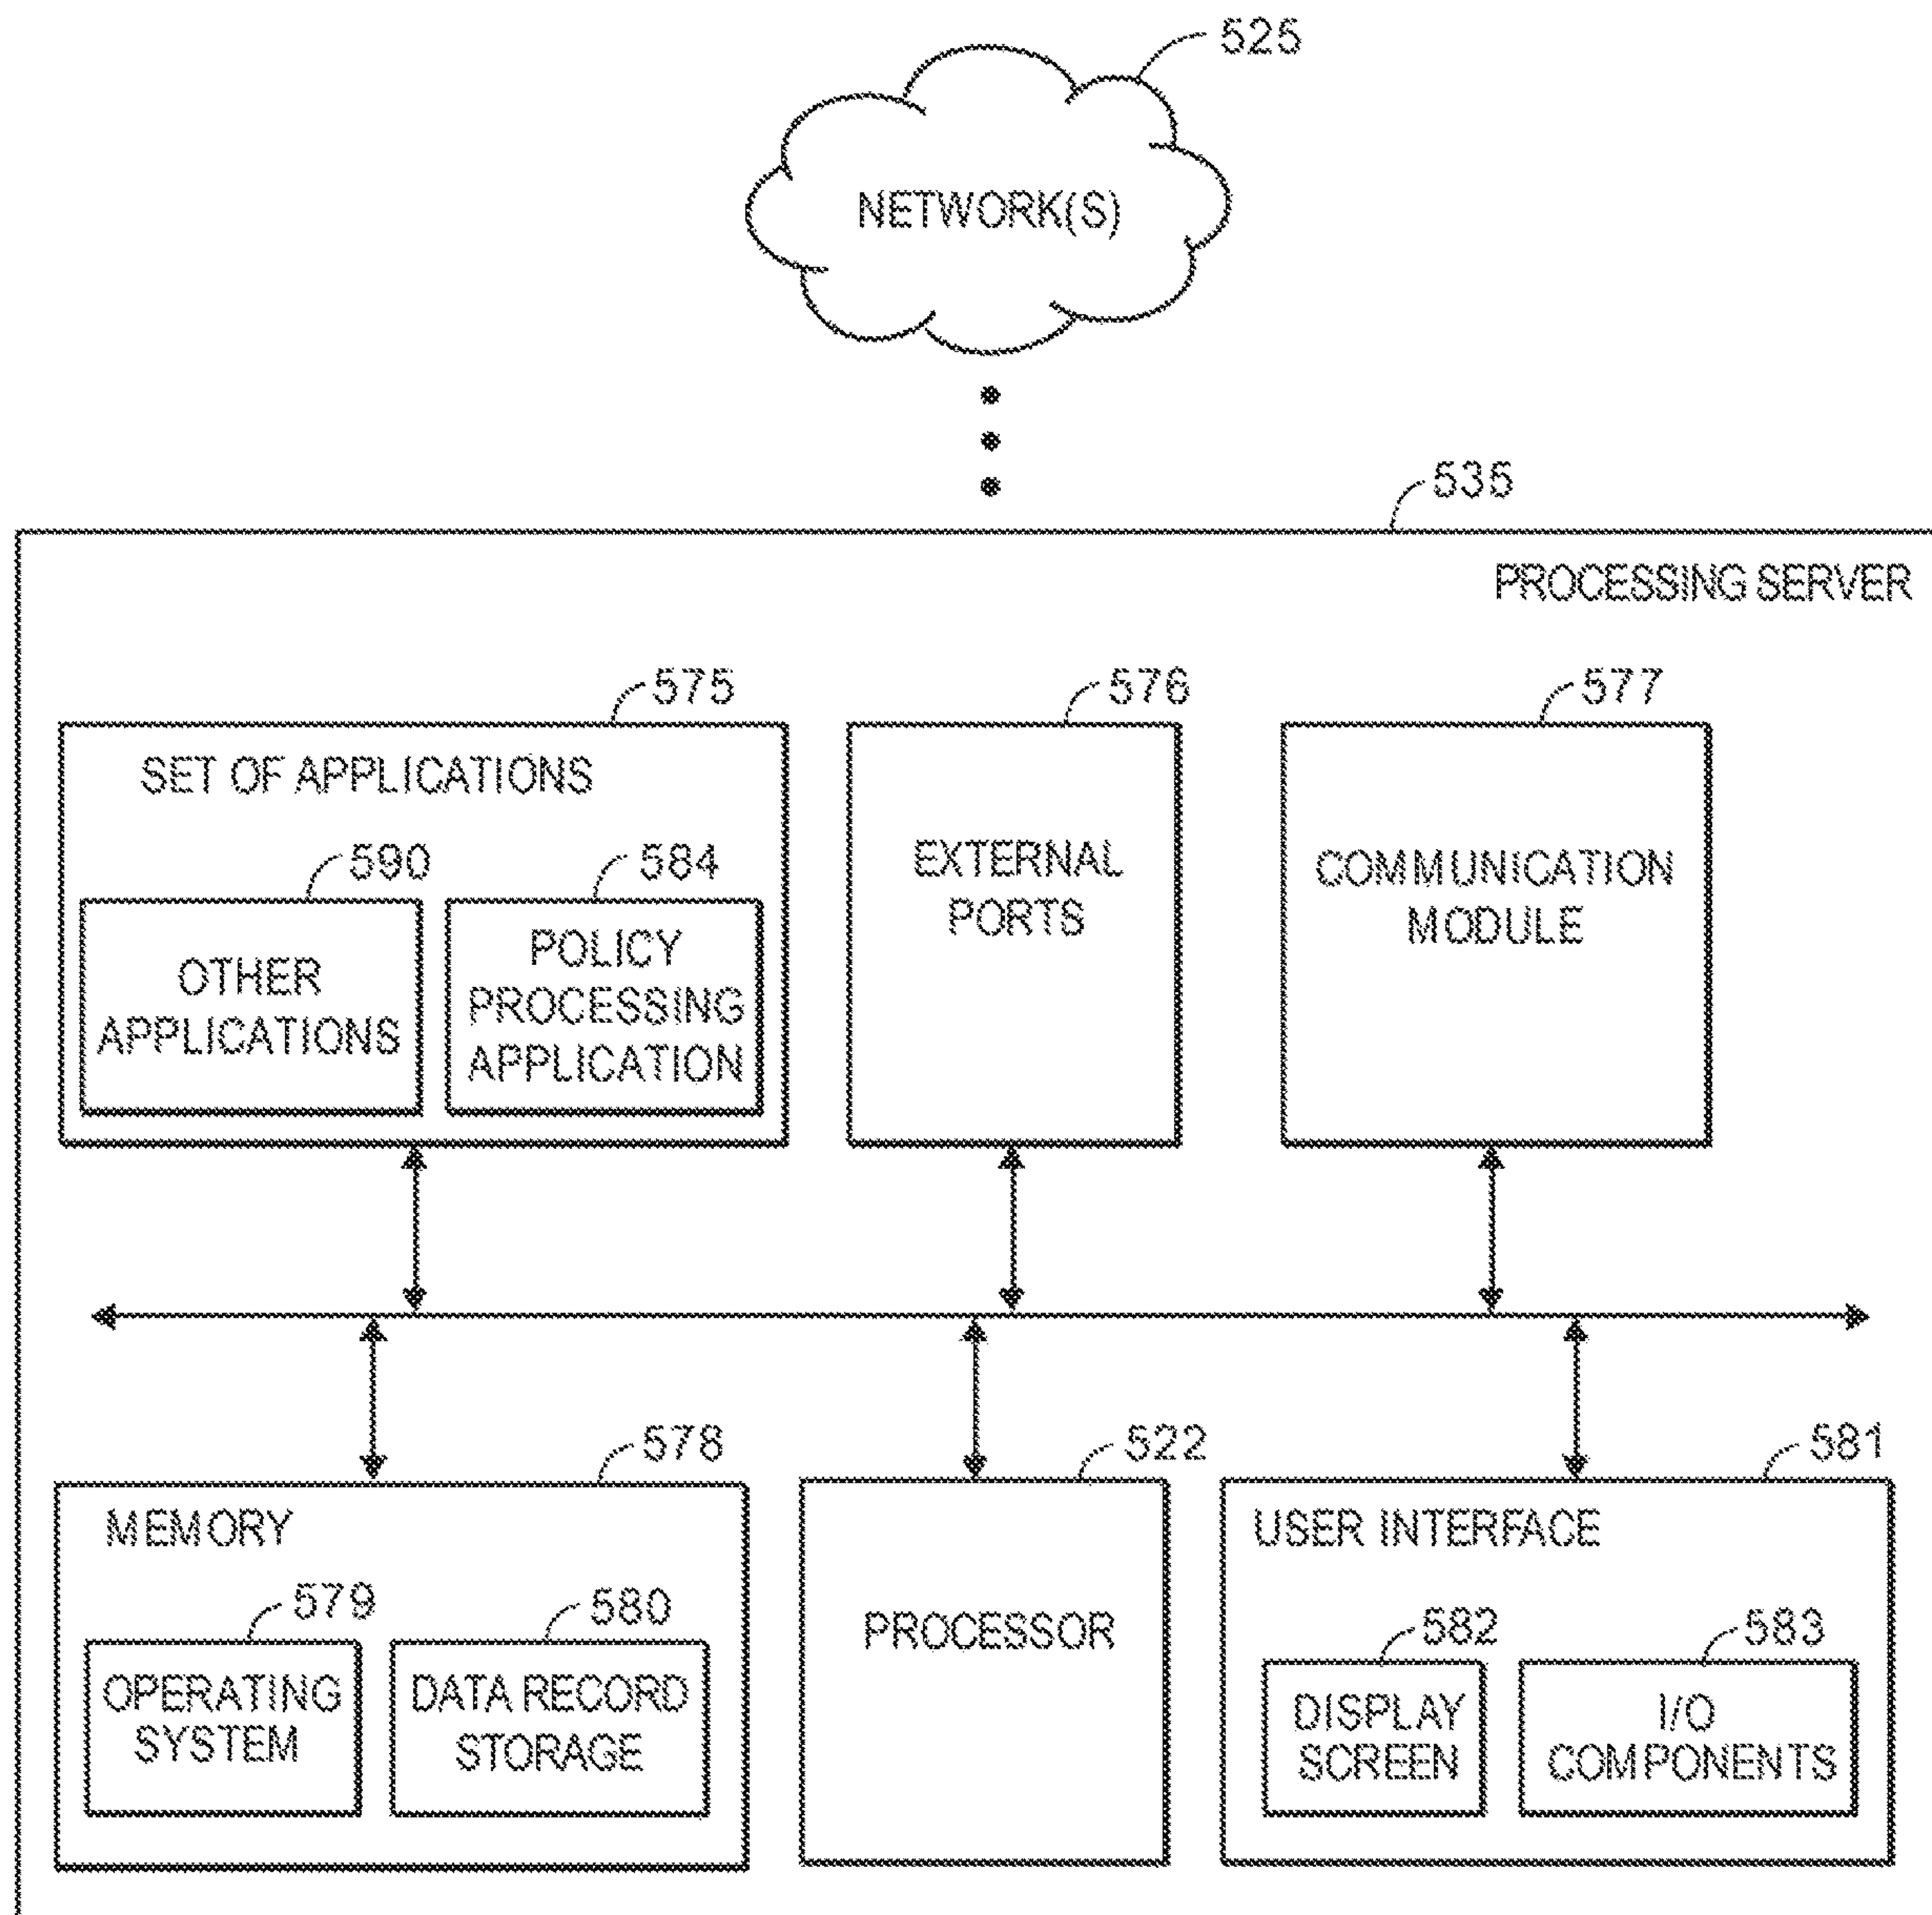 525
NETWORK(S)
535
PROCESSING SERVER
575
SET OF APPLICATIONS
590
OTHER
APPLICATIONS
584
POLICY
PROCESSING
APPLICATION
576
EXTERNAL
PORTS
577
COMMUNICATION
MODULE
578
MEMORY
579
OPERATING
SYSTEM
580
DATA RECORD
STORAGE
522
PROCESSOR
581
USER INTERFACE
582
DISPLAY
SCREEN
583
I/O
COMPONENTS